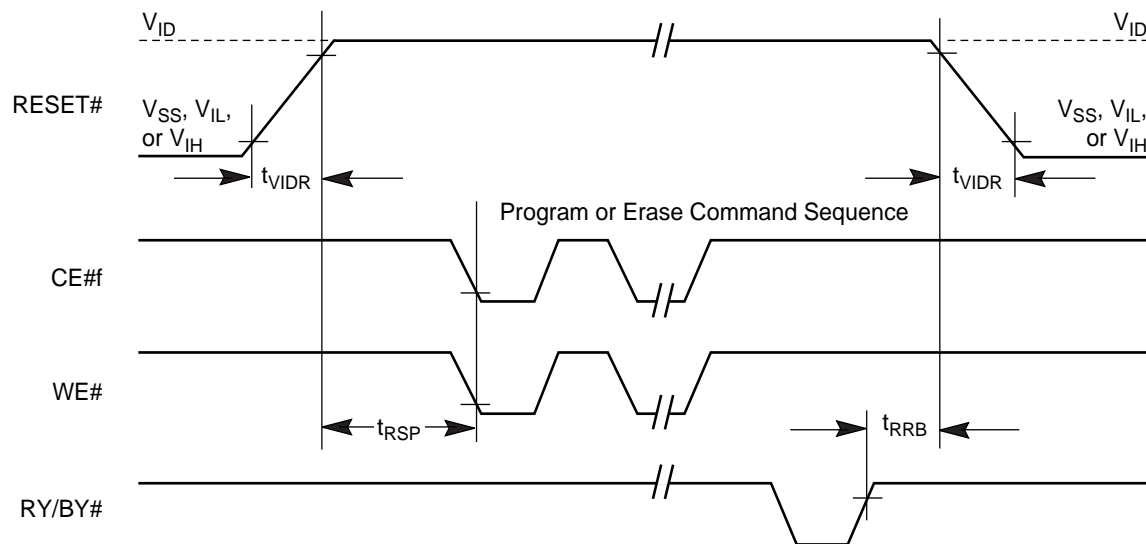 V_ID
V_ID
RESET#
V_SS, V_IL,
or V_IH
V_SS, V_IL,
or V_IH
t_VIDR
t_VIDR
Program or Erase Command Sequence
CE#f
WE#
t_RSP
t_RRB
RY/BY#